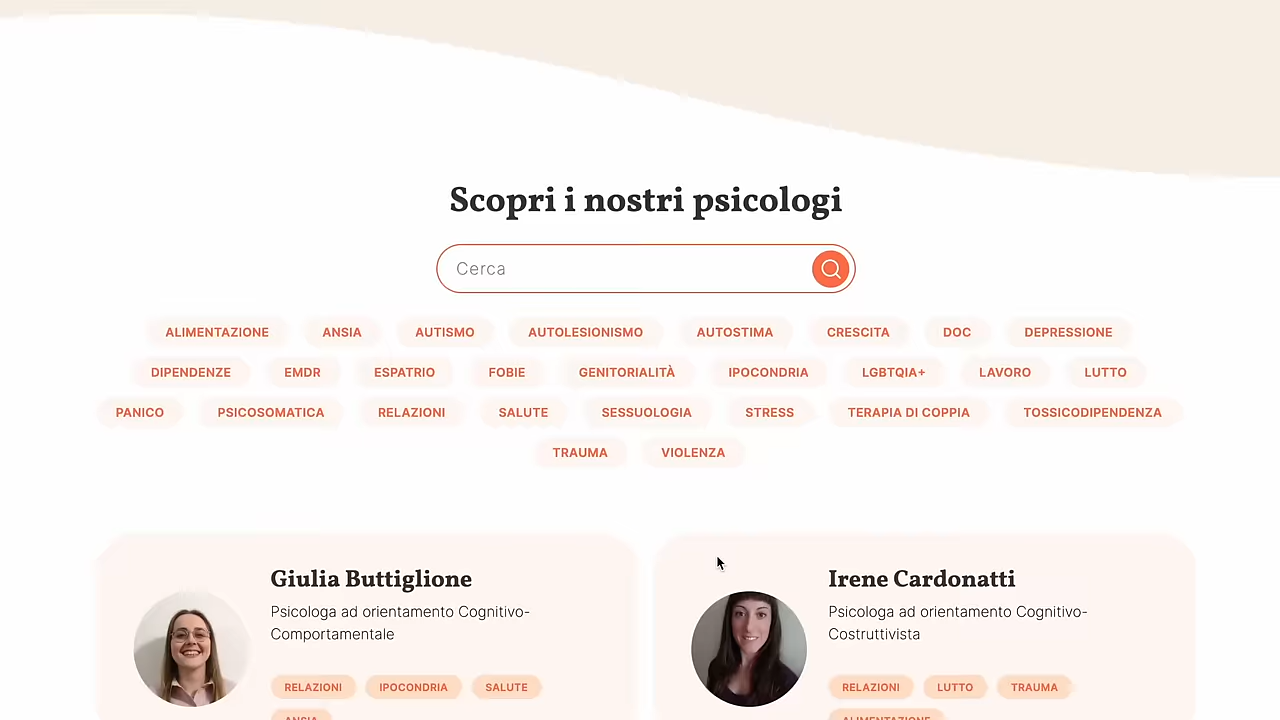 Scopri i nostri psicologi
Cerca
ALIMENTAZIONE ANSIA AUTISMO AUTOLESIONISMO AUTOSTIMA CRESCITA DOC DEPRESSIONE
DIPENDENZE EMDR ESPATRIO FOBIE GENITORIALITÀ IPOCONDRIA LGBTQIA+ LAVORO LUTTO
PANICO PSICOSOMATICA RELAZIONI SALUTE SESSUOLOGIA STRESS TERAPIA DI COPPIA TOSSICODIPENDENZA
TRAUMA VIOLENZA
Giulia Buttiglione
Psicologa ad orientamento Cognitivo-
Comportamentale
RELAZIONI IPOCONDRIA SALUTE
ANSIA
Irene Cardonatti
Psicologa ad orientamento Cognitivo-
Costruttivista
RELAZIONI LUTTO TRAUMA
ALIMENTAZIONE